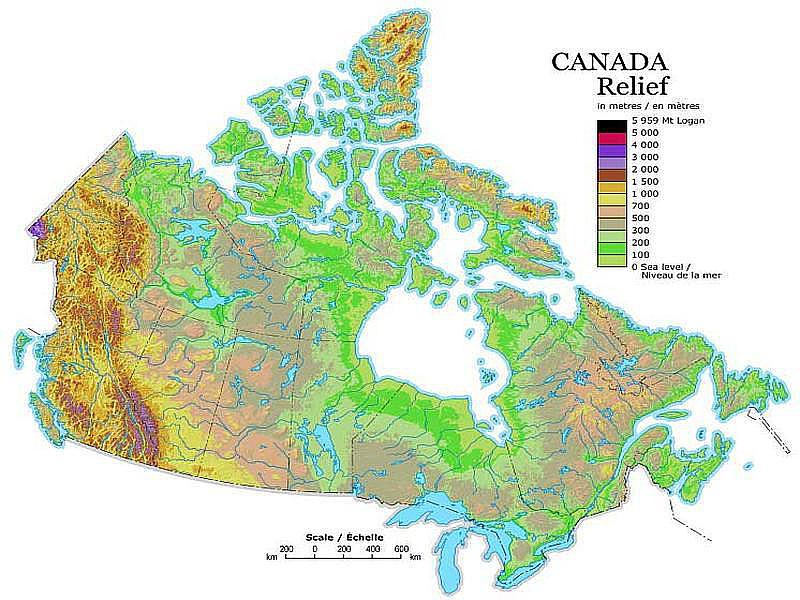 CANADA
Relief
in metres / en mètres
5 959 Mt Logan
5 000
4 000
3 000
2 000
1 500
1 000
700
500
300
200
100
0 Sea level /
Niveau de la mer
Scale / Échelle
km 200 0 200 400 600 km